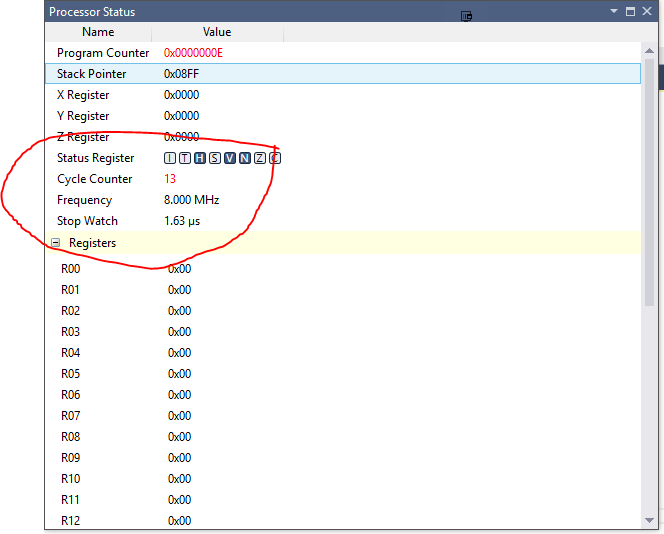 Processor Status
Name Value
Program Counter 0x0000000E
Stack Pointer 0x08FF
X Register 0x0000
Y Register 0x0000
Z Register 0x0000
Status Register I T H S V N Z C
Cycle Counter 13
Frequency 8.000 MHz
Stop Watch 1.63 µs
Registers
R00 0x00
R01 0x00
R02 0x00
R03 0x00
R04 0x00
R05 0x00
R06 0x00
R07 0x00
R08 0x00
R09 0x00
R10 0x00
R11 0x00
R12 0x00